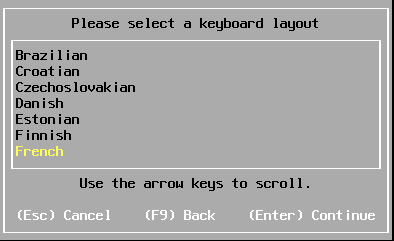 Please select a keyboard layout
Brazilian
Croatian
Czechoslovakian
Danish
Estonian
Finnish
French
Use the arrow keys to scroll.
(Esc) Cancel (F9) Back (Enter) Continue